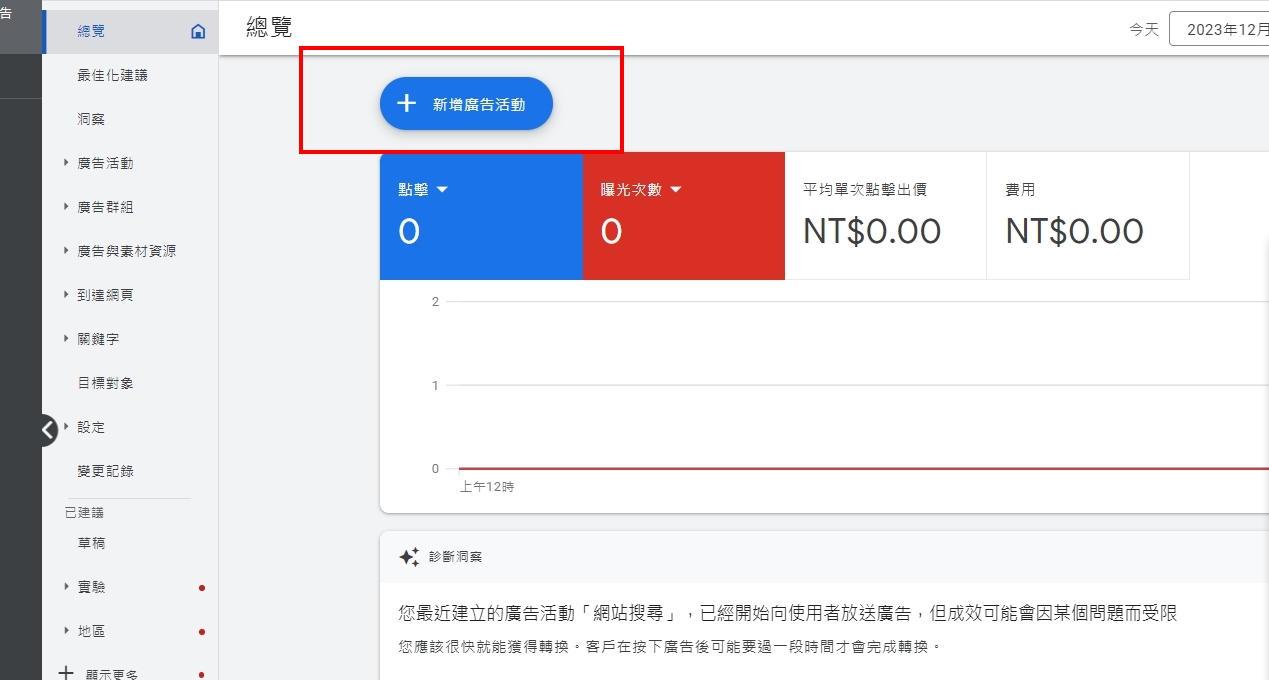 告
總覽
最佳化建議
洞察
廣告活動
廣告群組
廣告與素材資源
到達網頁
關鍵字
目標對象
設定
變更記錄
已建議
草稿
實驗
地區
顯示更多
總覽
今天
2023年12月
新增廣告活動
點擊
0
曝光次數
0
平均單次點擊出價
NT$0.00
費用
NT$0.00
2
1
0
上午12時
診斷洞察
您最近建立的廣告活動「網站搜尋」，已經開始向使用者放送廣告，但成效可能會因某個問題而受限
您應該很快就能獲得轉換。客戶在按下廣告後可能要過一段時間才會完成轉換。